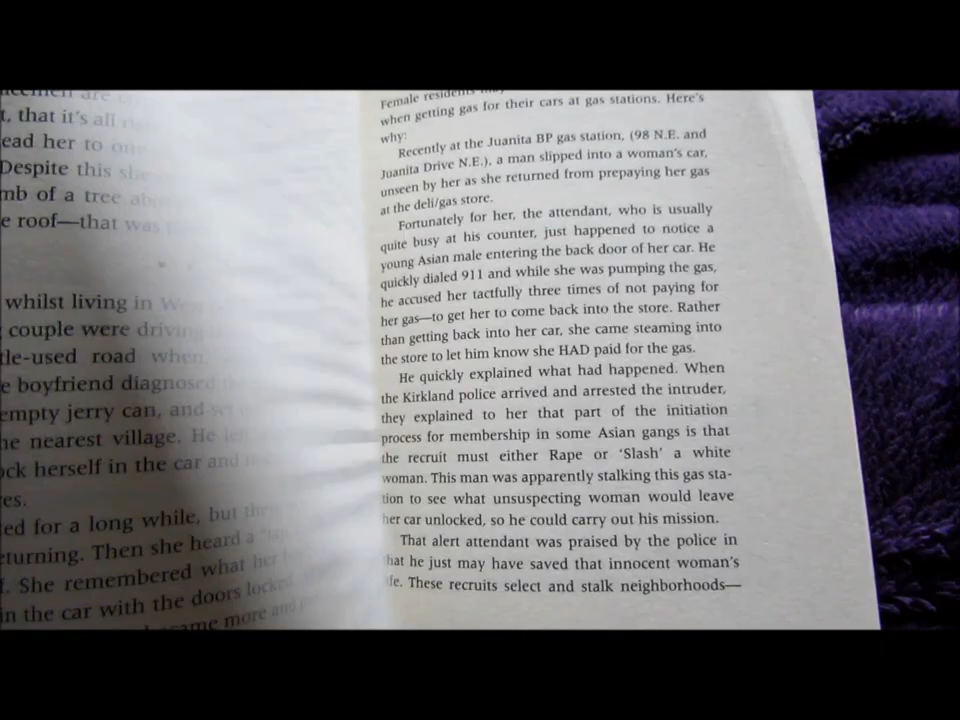 t, that it's all
ead her to one
Despite this she
mb of a tree
e roof—that was
whilst living in
couple were driving
tle-used road when
e boyfriend diagnosed
empty jerry can, and
he nearest village. He
ock herself in the car and
es.
ed for a long while, but
eturning. Then she heard a
f. She remembered what her
in the car with the doors locked
came more and
Female residents
when getting gas for their cars at gas stations. Here's
why:
Recently at the Juanita BP gas station, (98 N.E. and
Juanita Drive N.E.), a man slipped into a woman's car,
unseen by her as she returned from prepaying her gas
at the deli/gas store.
Fortunately for her, the attendant, who is usually
quite busy at his counter, just happened to notice a
young Asian male entering the back door of her car. He
quickly dialed 911 and while she was pumping the gas,
he accused her tactfully three times of not paying for
her gas—to get her to come back into the store. Rather
than getting back into her car, she came steaming into
the store to let him know she HAD paid for the gas.
He quickly explained what had happened. When
the Kirkland police arrived and arrested the intruder,
they explained to her that part of the initiation
process for membership in some Asian gangs is that
the recruit must either Rape or 'Slash' a white
woman. This man was apparently stalking this gas sta-
tion to see what unsuspecting woman would leave
her car unlocked, so he could carry out his mission.
That alert attendant was praised by the police in
hat he just may have saved that innocent woman's
ife. These recruits select and stalk neighborhoods—